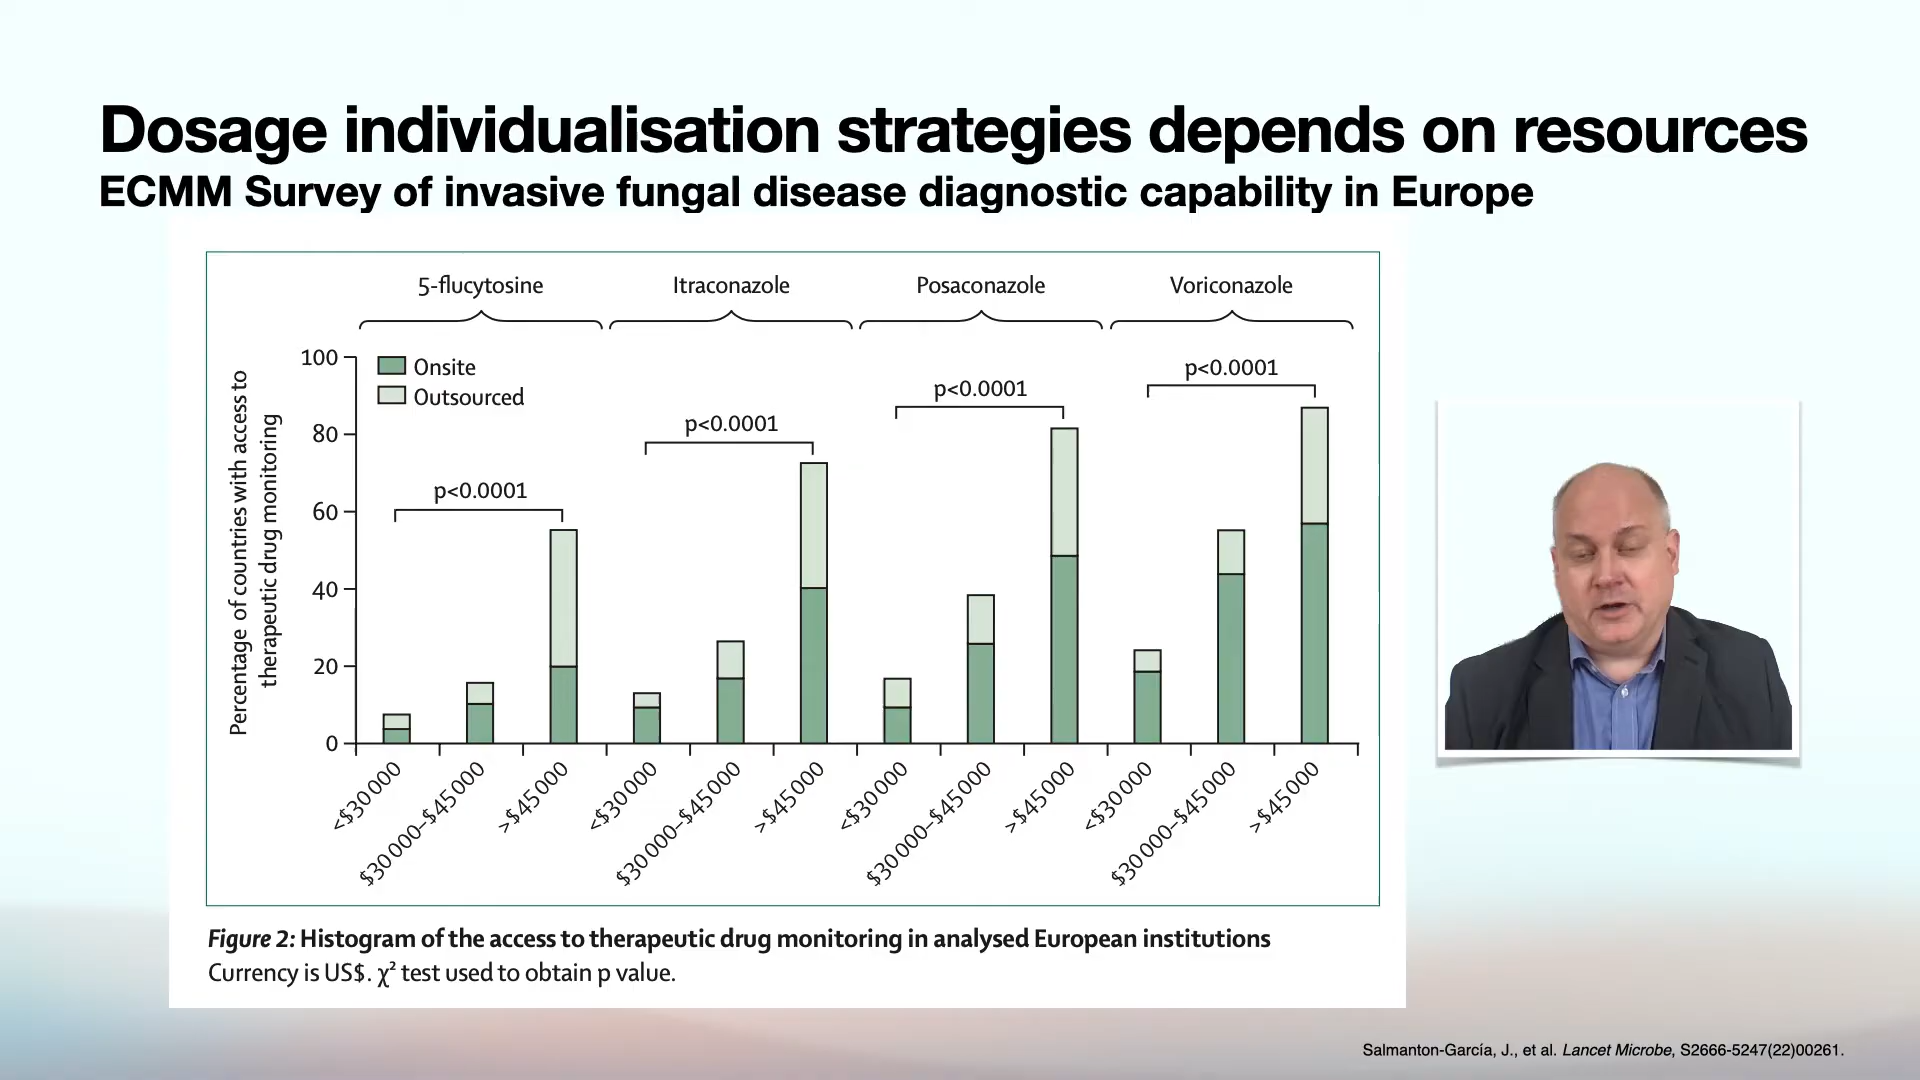 Dosage individualisation strategies depends on resources
ECMM Survey of invasive fungal disease diagnostic capability in Europe
5-flucytosine
Itraconazole
Posaconazole
Voriconazole
Percentage of countries with access to
therapeutic drug monitoring
100
80
60
40
20
0
Onsite
Outsourced
p<0.0001
p<0.0001
p<0.0001
p<0.0001
<$30 000
$30 000–$45 000
>$45 000
<$30 000
$30 000–$45 000
>$45 000
<$30 000
$30 000–$45 000
>$45 000
<$30 000
$30 000–$45 000
>$45 000
Figure 2: Histogram of the access to therapeutic drug monitoring in analysed European institutions
Currency is US$. χ² test used to obtain p value.
Salmanton-García, J., et al. Lancet Microbe, S2666-5247(22)00261.